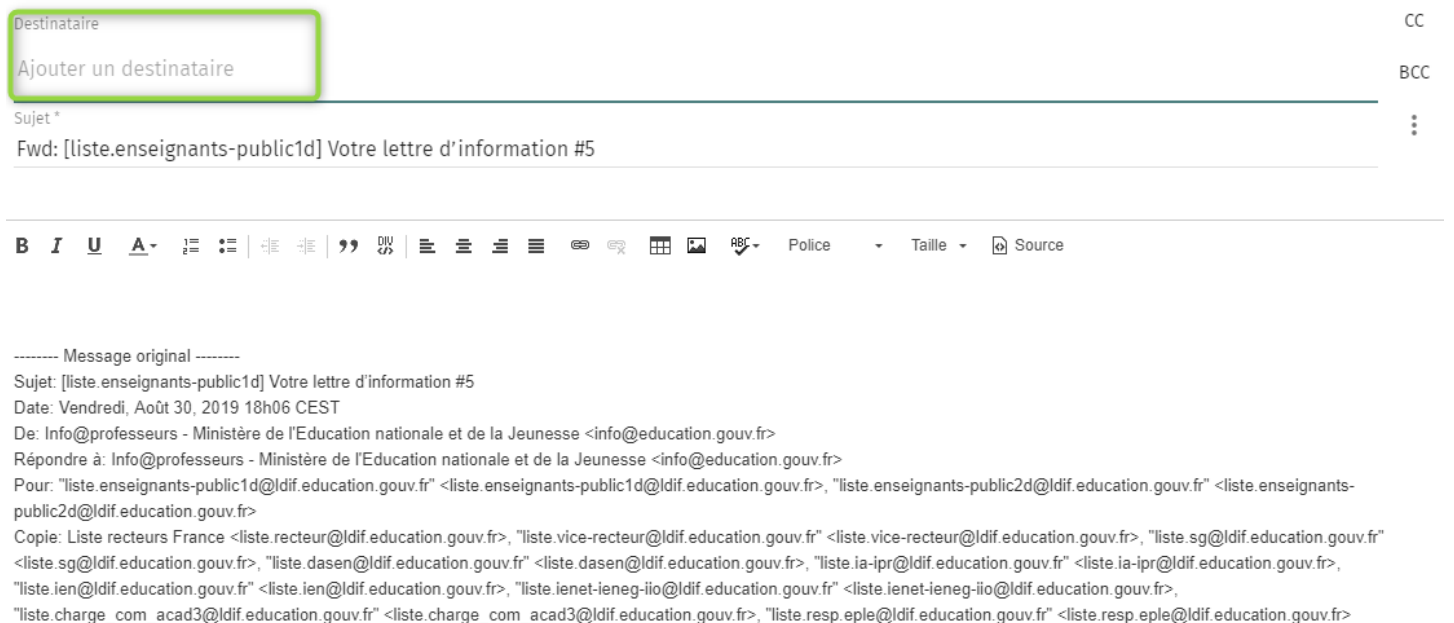 Destinataire
CC
Ajouter un destinataire
BCC
Sujet *
Fwd: [liste.enseignants-public1d] Votre lettre d’information #5
B I U A ABC Police Taille Source
-------- Message original --------
Sujet: [liste.enseignants-public1d] Votre lettre d’information #5
Date: Vendredi, Août 30, 2019 18h06 CEST
De: Info@professeurs - Ministère de l'Education nationale et de la Jeunesse <info@education.gouv.fr>
Répondre à: Info@professeurs - Ministère de l'Education nationale et de la Jeunesse <info@education.gouv.fr>
Pour: "liste.enseignants-public1d@ldif.education.gouv.fr" <liste.enseignants-public1d@ldif.education.gouv.fr>, "liste.enseignants-public2d@ldif.education.gouv.fr" <liste.enseignants-
public2d@ldif.education.gouv.fr>
Copie: Liste recteurs France <liste.recteur@ldif.education.gouv.fr>, "liste.vice-recteur@ldif.education.gouv.fr" <liste.vice-recteur@ldif.education.gouv.fr>, "liste.sg@ldif.education.gouv.fr"
<liste.sg@ldif.education.gouv.fr>, "liste.dasen@ldif.education.gouv.fr" <liste.dasen@ldif.education.gouv.fr>, "liste.ia-ipr@ldif.education.gouv.fr" <liste.ia-ipr@ldif.education.gouv.fr>,
"liste.ien@ldif.education.gouv.fr" <liste.ien@ldif.education.gouv.fr>, "liste.ienet-ieneg-iio@ldif.education.gouv.fr" <liste.ienet-ieneg-iio@ldif.education.gouv.fr>,
"liste.charge_com_acad3@ldif.education.gouv.fr" <liste.charge_com_acad3@ldif.education.gouv.fr>, "liste.resp.eple@ldif.education.gouv.fr" <liste.resp.eple@ldif.education.gouv.fr>